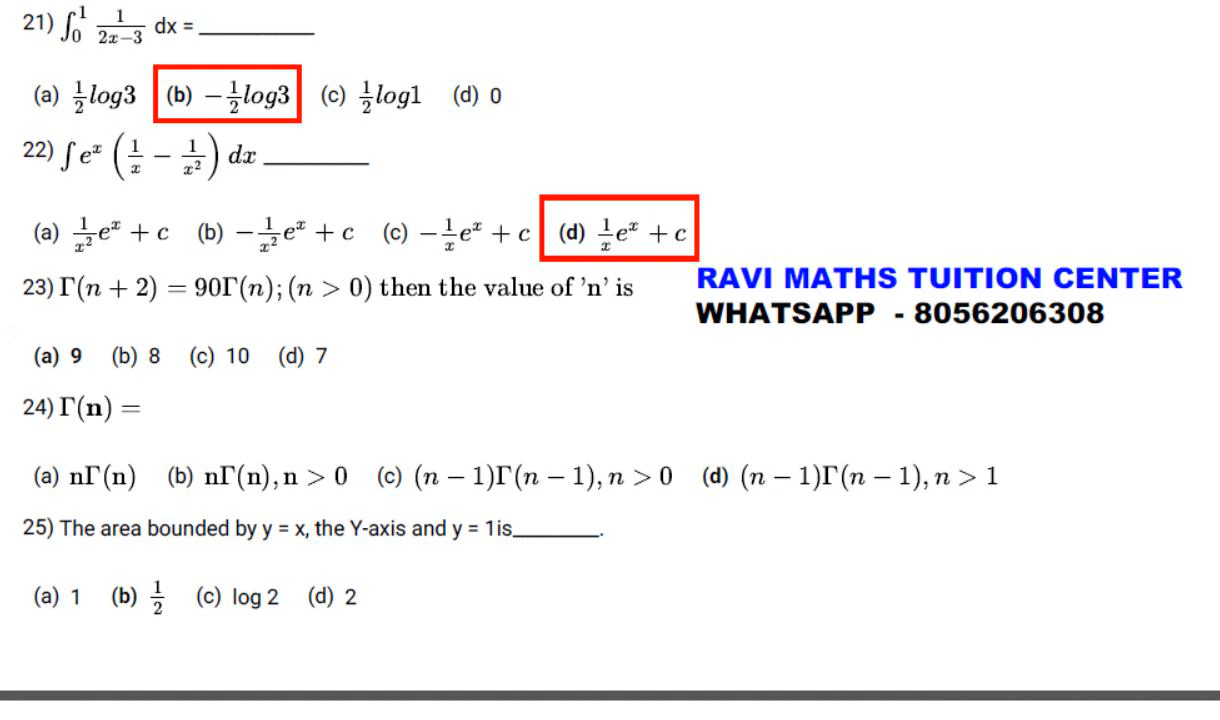 21) ∫₀¹ 1/(2x−3) dx = __________
(a) ½log3 (b) −½log3 (c) ½log1 (d) 0
22) ∫ eˣ (1/x − 1/x²) dx __________
(a) 1/x² eˣ + c (b) −1/x² eˣ + c (c) −1/x eˣ + c (d) 1/x eˣ + c
23) Γ(n + 2) = 90Γ(n); (n > 0) then the value of 'n' is
RAVI MATHS TUITION CENTER
WHATSAPP - 8056206308
(a) 9 (b) 8 (c) 10 (d) 7
24) Γ(n) =
(a) nΓ(n) (b) nΓ(n), n > 0 (c) (n − 1)Γ(n − 1), n > 0 (d) (n − 1)Γ(n − 1), n > 1
25) The area bounded by y = x, the Y-axis and y = 1is________.
(a) 1 (b) ½ (c) log 2 (d) 2